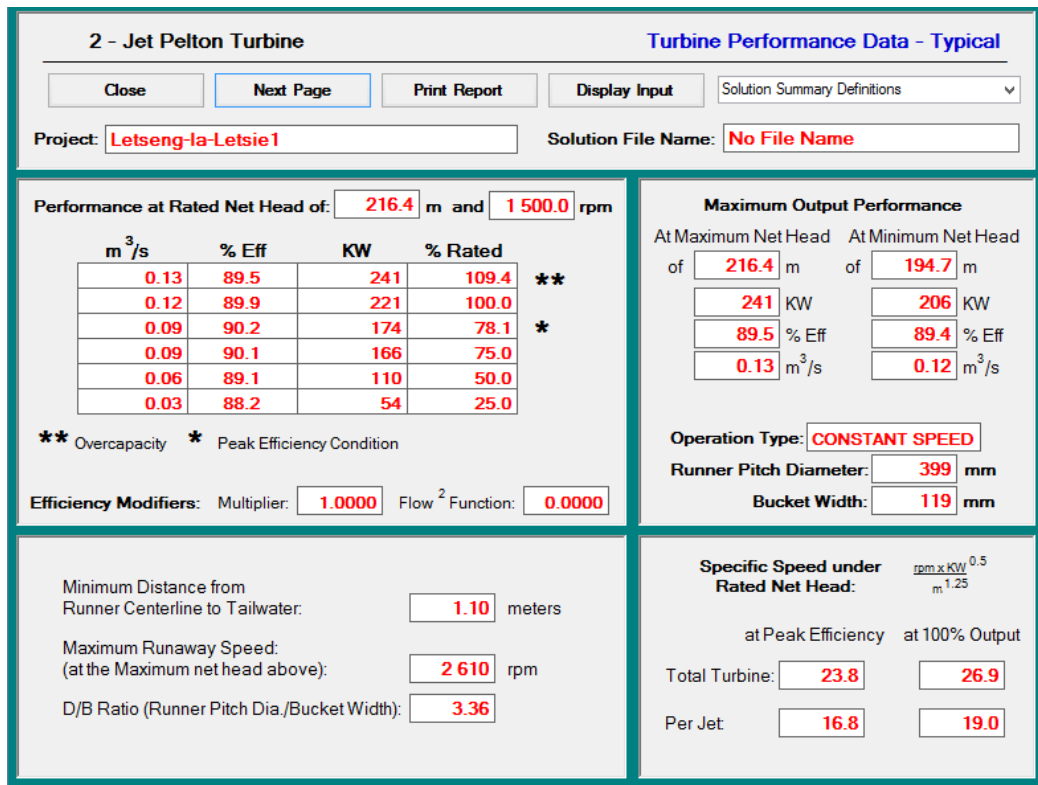 2 - Jet Pelton Turbine
Turbine Performance Data - Typical
Close
Next Page
Print Report
Display Input
Solution Summary Definitions
Project: Letseng-la-Letsie1
Solution File Name: No File Name
Performance at Rated Net Head of: 216.4 m and 1 500.0 rpm
m³/s % Eff KW % Rated
0.13 89.5 241 109.4 **
0.12 89.9 221 100.0
0.09 90.2 174 78.1 *
0.09 90.1 166 75.0
0.06 89.1 110 50.0
0.03 88.2 54 25.0
** Overcapacity * Peak Efficiency Condition
Efficiency Modifiers: Multiplier: 1.0000 Flow ² Function: 0.0000
Maximum Output Performance
At Maximum Net Head At Minimum Net Head
of 216.4 m of 194.7 m
241 KW 206 KW
89.5 % Eff 89.4 % Eff
0.13 m³/s 0.12 m³/s
Operation Type: CONSTANT SPEED
Runner Pitch Diameter: 399 mm
Bucket Width: 119 mm
Minimum Distance from
Runner Centerline to Tailwater: 1.10 meters
Maximum Runaway Speed:
(at the Maximum net head above): 2 610 rpm
D/B Ratio (Runner Pitch Dia./Bucket Width): 3.36
Specific Speed under rpm x KW^0.5
Rated Net Head: m^1.25
at Peak Efficiency at 100% Output
Total Turbine: 23.8 26.9
Per Jet: 16.8 19.0